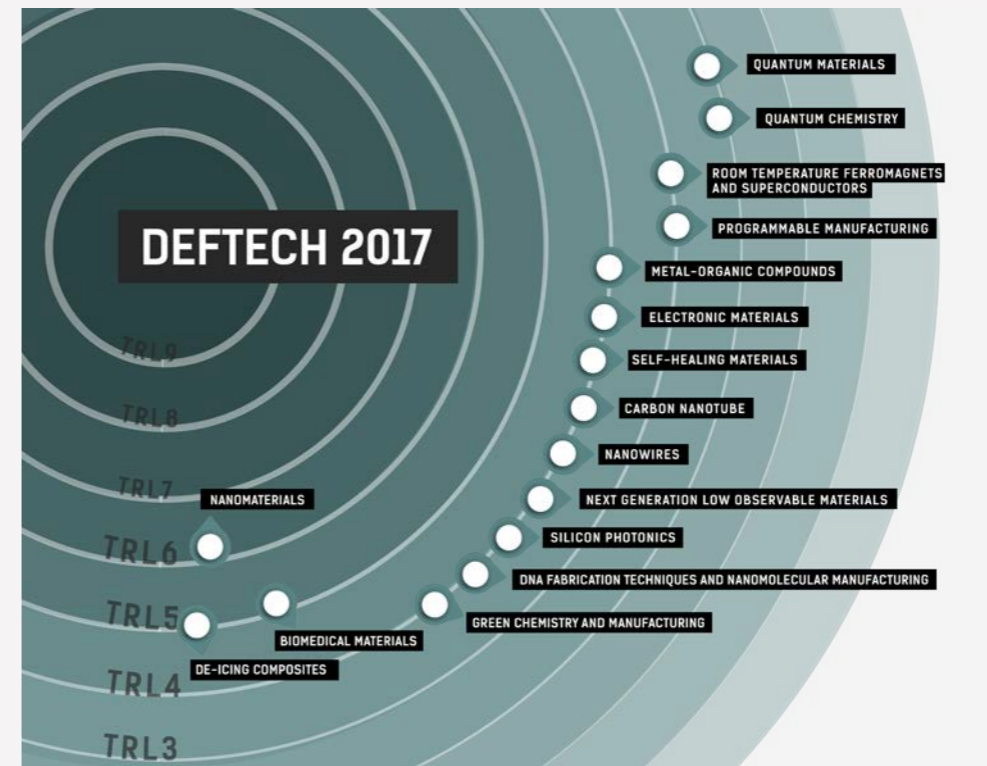 QUANTUM MATERIALS
QUANTUM CHEMISTRY
ROOM TEMPERATURE FERROMAGNETS
AND SUPERCONDUCTORS
PROGRAMMABLE MANUFACTURING
DEFTECH 2017
METAL-ORGANIC COMPOUNDS
ELECTRONIC MATERIALS
SELF-HEALING MATERIALS
TRL9
CARBON NANOTUBE
TRL8
NANOWIRES
TRL7
NANOMATERIALS
NEXT GENERATION LOW OBSERVABLE MATERIALS
SILICON PHOTONICS
TRL6
DNA FABRICATION TECHNIQUES AND NANOMOLECULAR MANUFACTURING
TRL5
GREEN CHEMISTRY AND MANUFACTURING
BIOMEDICAL MATERIALS
DE-ICING COMPOSITES
TRL4
TRL3